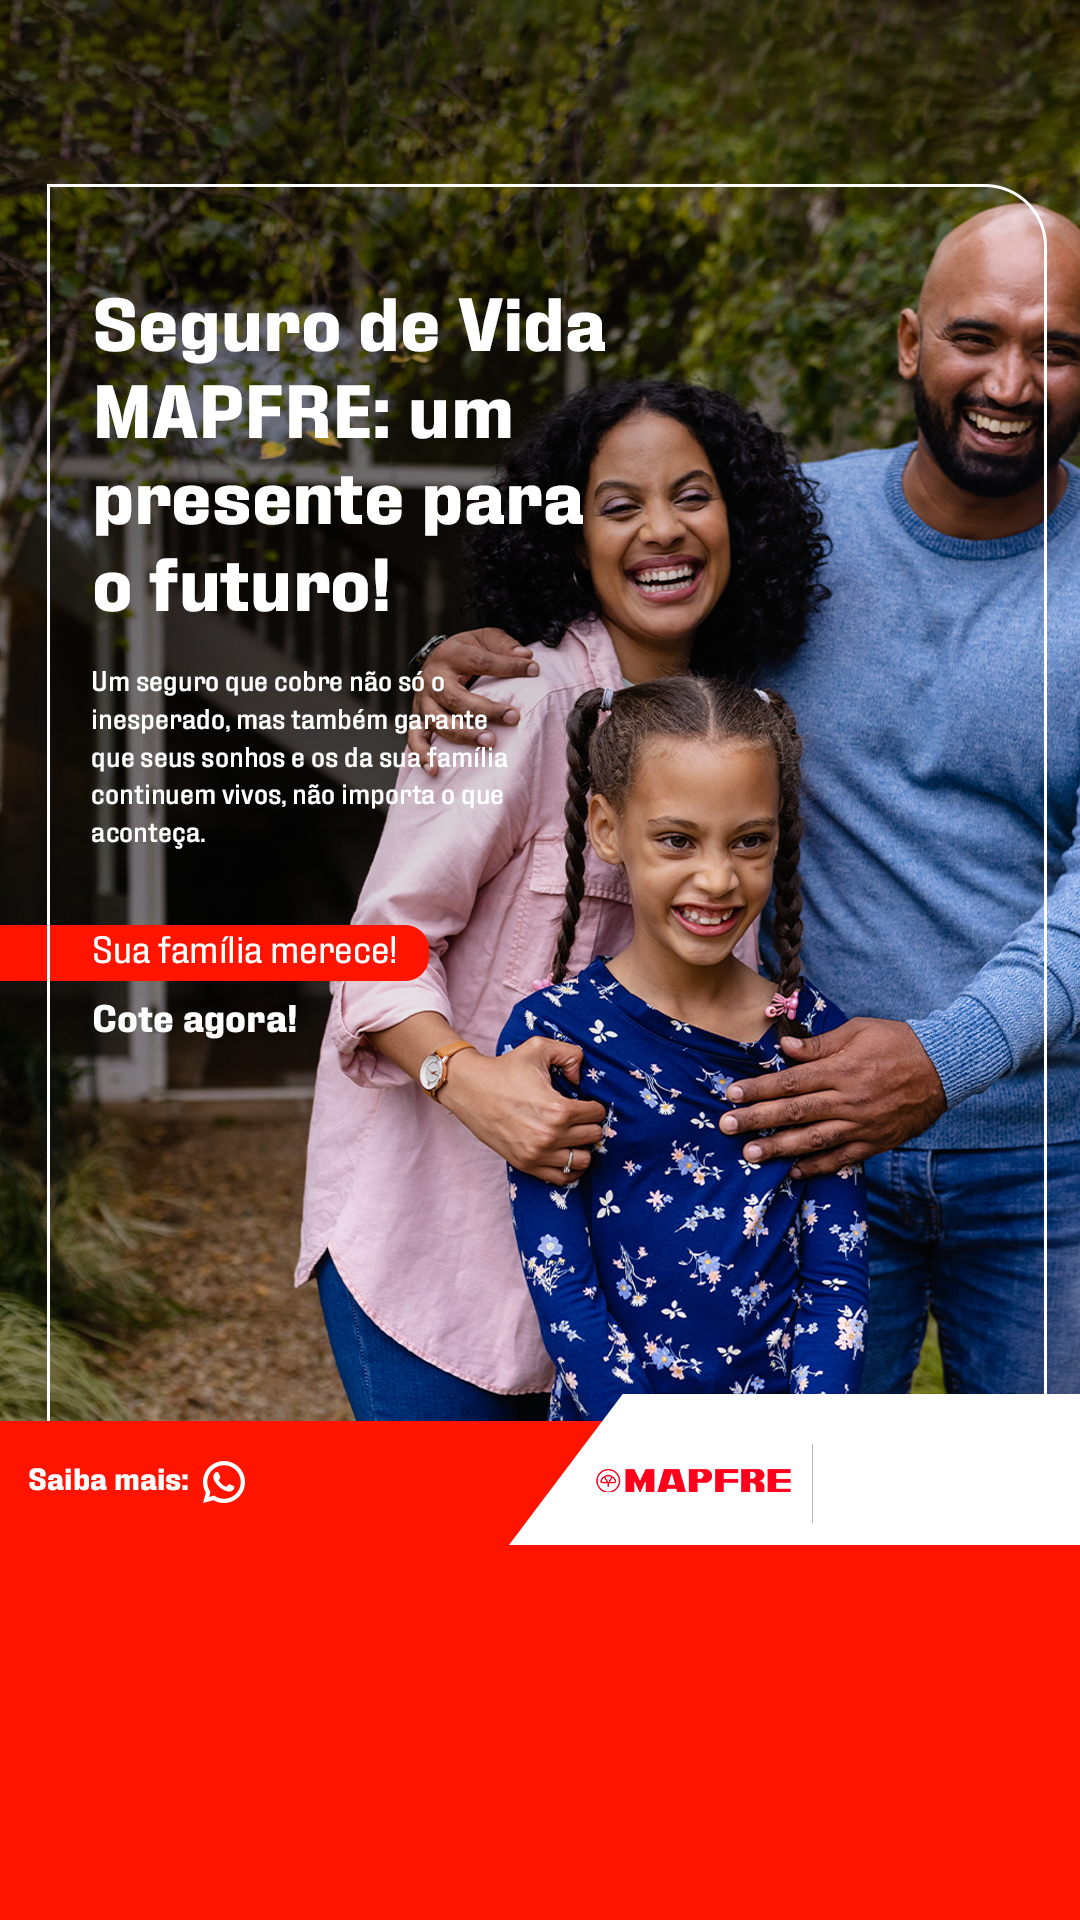 Seguro de Vida
MAPFRE: um
presente para
o futuro!
Um seguro que cobre não só o
inesperado, mas também garante
que seus sonhos e os da sua família
continuem vivos, não importa o que
aconteça.
Sua família merece!
Cote agora!
Saiba mais:
MAPFRE